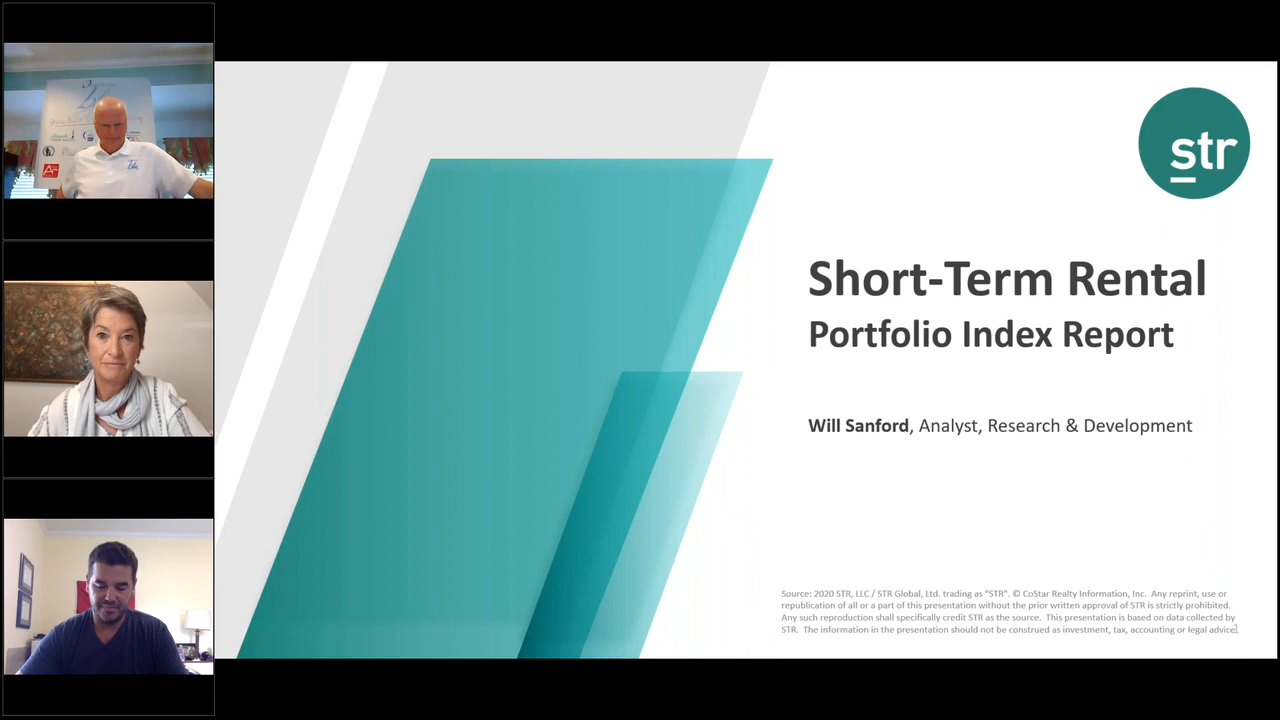 str
Short-Term Rental
Portfolio Index Report
Will Sanford, Analyst, Research & Development
Source: 2020 STR, LLC / STR Global, Ltd. trading as "STR". © CoStar Realty Information, Inc. Any reprint, use or
republication of all or a part of this presentation without the prior written approval of STR is strictly prohibited.
Any such reproduction shall specifically credit STR as the source. This presentation is based on data collected by
STR. The information in the presentation should not be construed as investment, tax, accounting or legal advice.